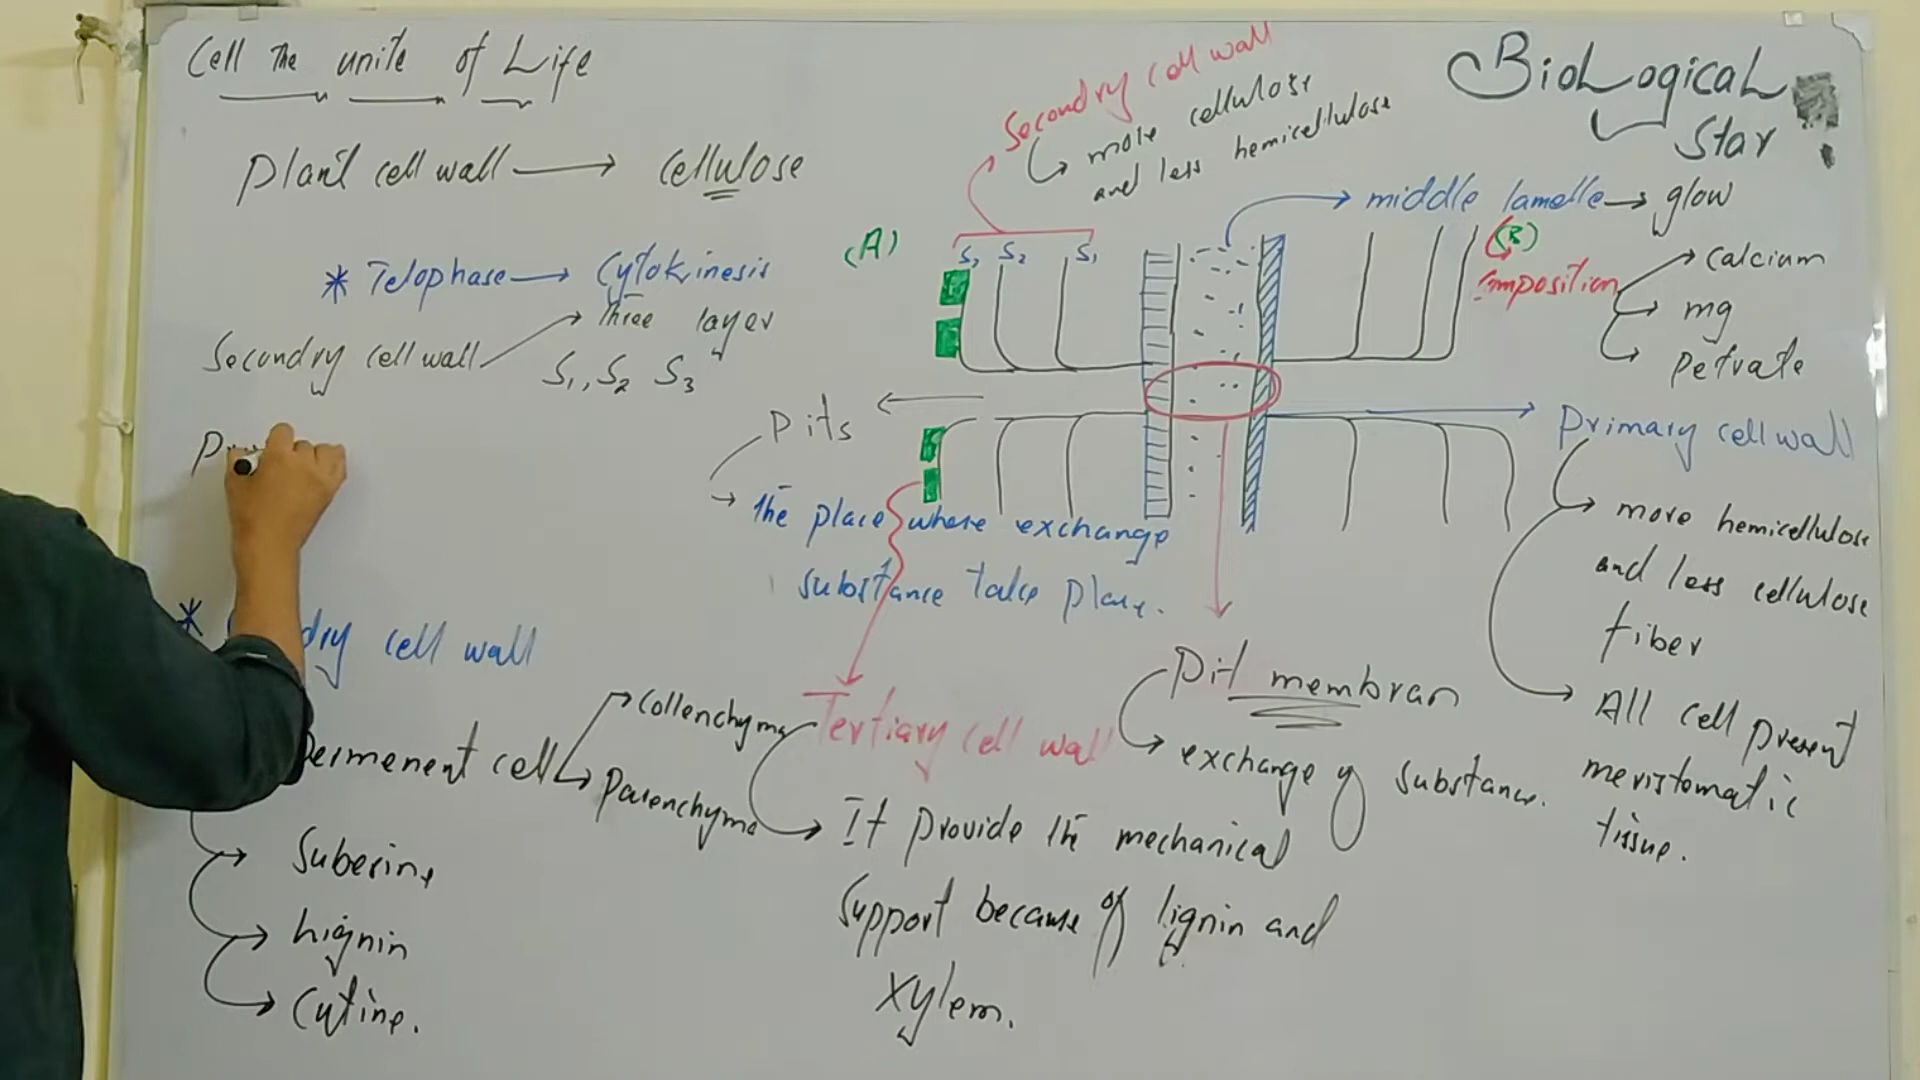 Cell The unite of Life
Plant cell wall → cellulose
* Telophase → Cytokinesis
Secondry cell wall → Three layer
S1, S2 S3
dry cell wall
Permenent cell
Collenchyma
Parenchyma
Suberine
Lignin
Cutine.
Secondry cell wall
more cellulose
and less hemicellulose
BioLogicaL
Star
middle lamelle → glow
(A)
S3 S2 S1
(B)
Composition
Calcium
mg
Petvate
Pits
The place where exchange
substance take place.
Primary cell wall
more hemicellulose
and less cellulose
fiber
All cell present
meristomatic
tissue.
Pit membran
exchange of substance.
Tertiary cell wall
It provide the mechanical
Support because of lignin and
xylem.